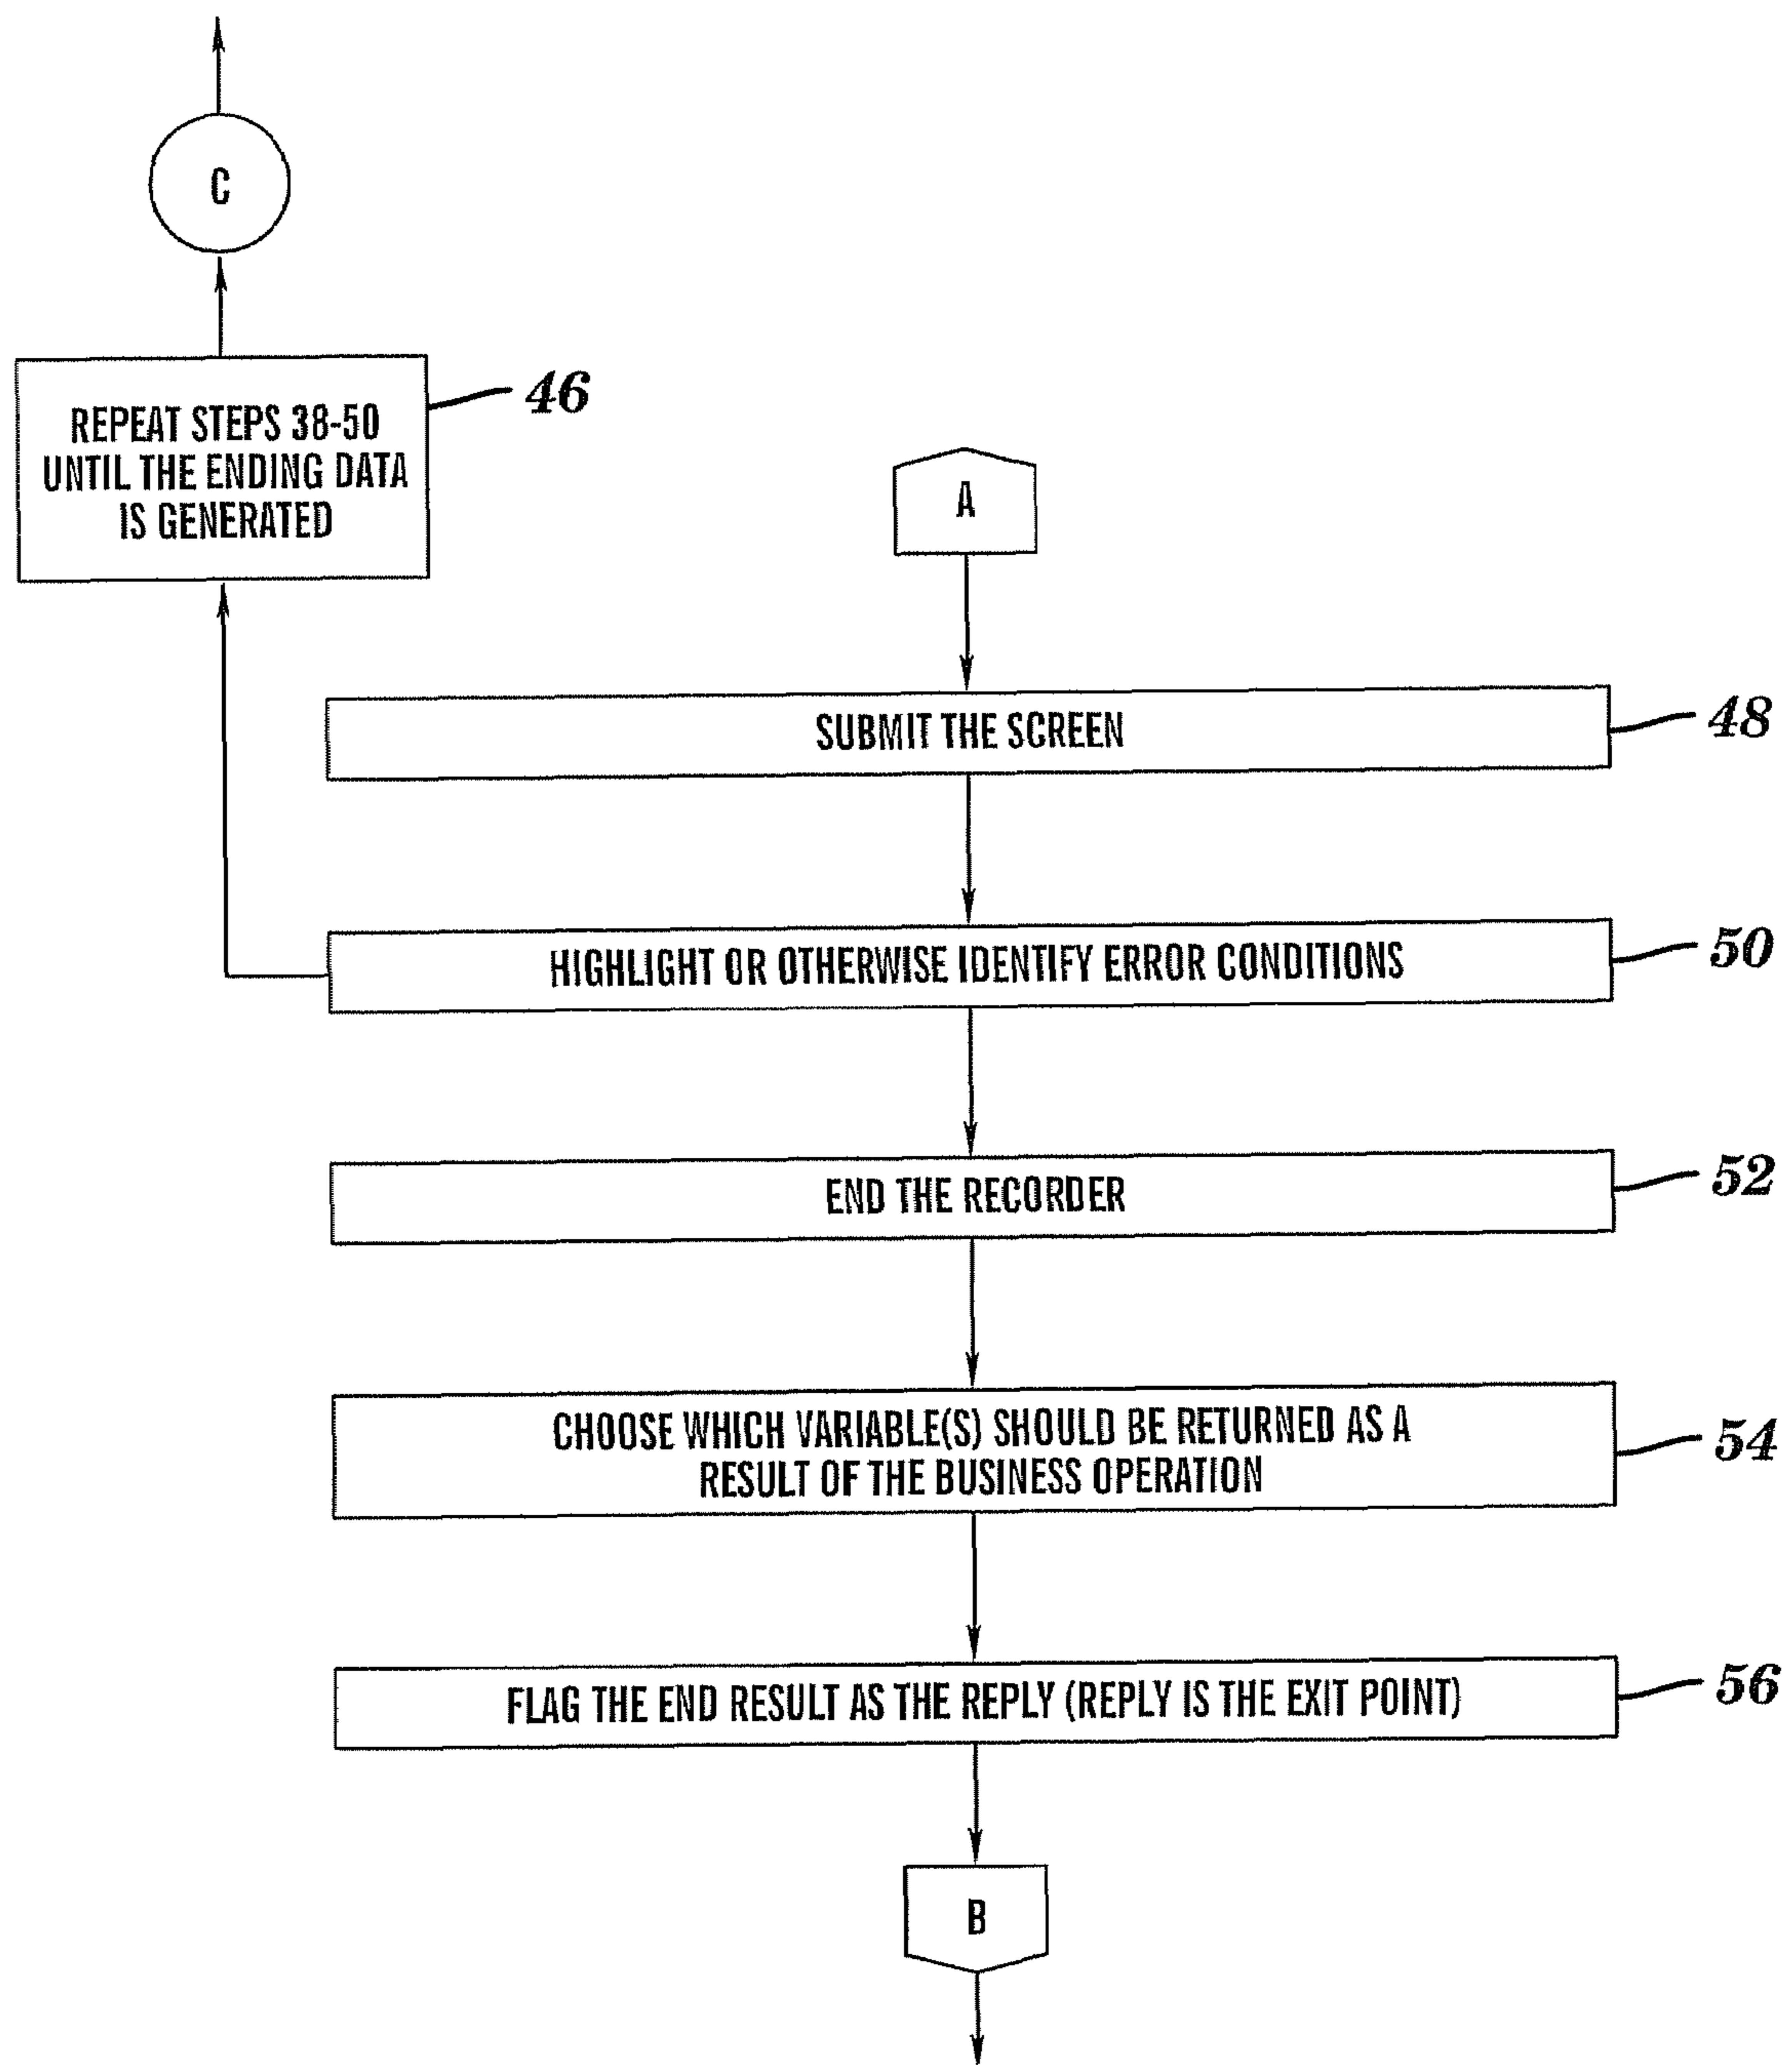 C
REPEAT STEPS 38-50
UNTIL THE ENDING DATA
IS GENERATED
46
A
SUBMIT THE SCREEN
48
HIGHLIGHT OR OTHERWISE IDENTIFY ERROR CONDITIONS
50
END THE RECORDER
52
CHOOSE WHICH VARIABLE(S) SHOULD BE RETURNED AS A
RESULT OF THE BUSINESS OPERATION
54
FLAG THE END RESULT AS THE REPLY (REPLY IS THE EXIT POINT)
56
B